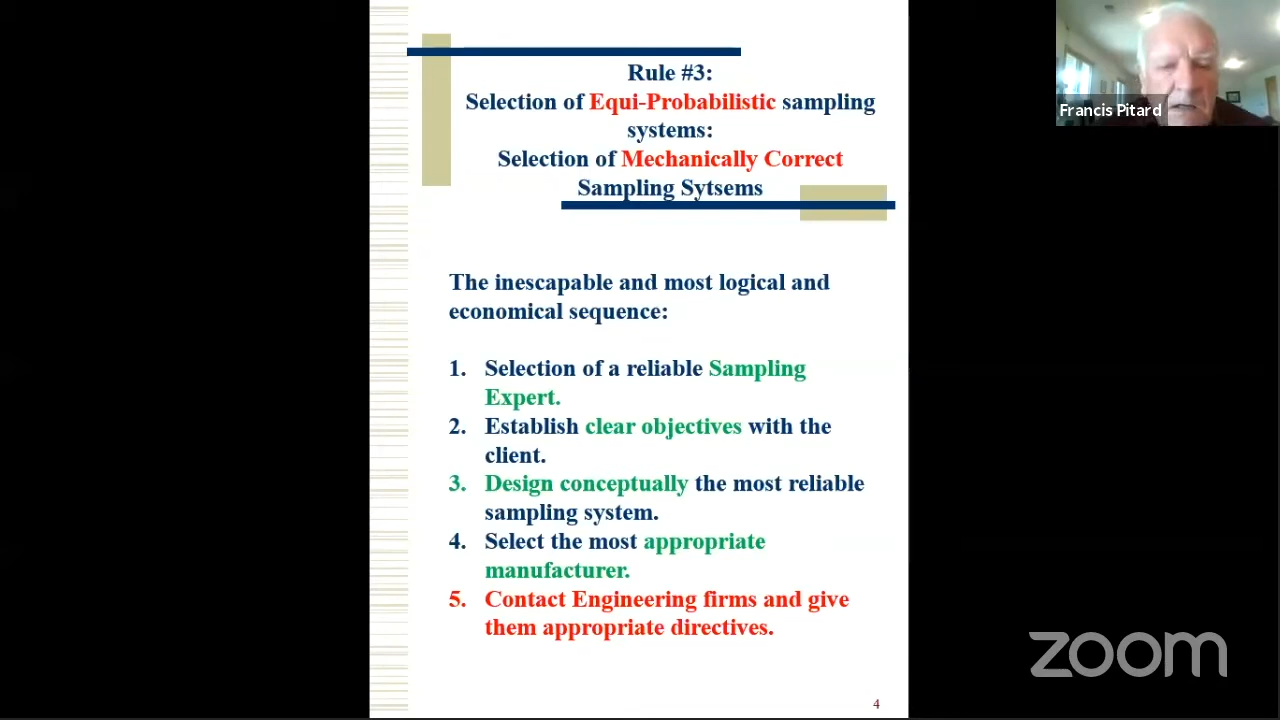 Rule #3:
Selection of Equi-Probabilistic sampling
systems:
Selection of Mechanically Correct
Sampling Sytsems
Francis Pitard
The inescapable and most logical and
economical sequence:
1. Selection of a reliable Sampling
Expert.
2. Establish clear objectives with the
client.
3. Design conceptually the most reliable
sampling system.
4. Select the most appropriate
manufacturer.
5. Contact Engineering firms and give
them appropriate directives.
zoom
4